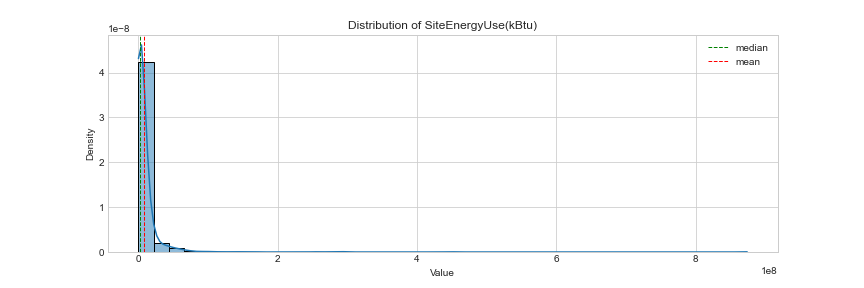 Distribution of SiteEnergyUse(kBtu)
1e−8
median
mean
4
3
2
1
0
Density
0 2 4 6 8
1e8
Value